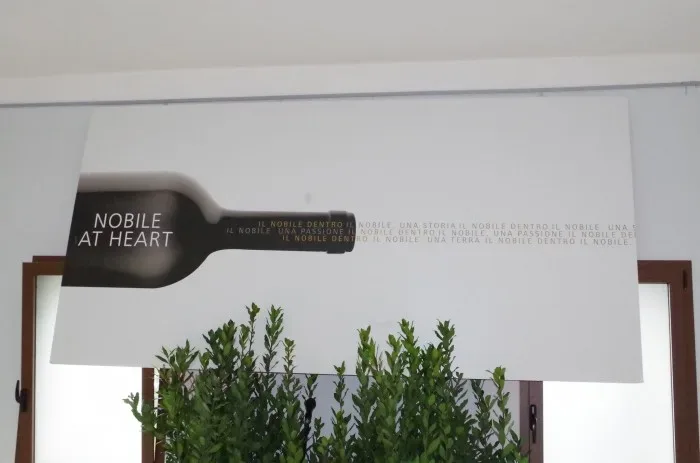 NOBILE
AT HEART
IL NOBILE DENTRO IL NOBILE. UNA STORIA IL NOBILE DENTRO IL NOBILE. UNA S
IL NOBILE. UNA PASSIONE IL NOBILE DENTRO IL NOBILE. UNA PASSIONE IL NOBILE DE
IL NOBILE DENTRO IL NOBILE. UNA TERRA IL NOBILE DENTRO IL NOBILE.